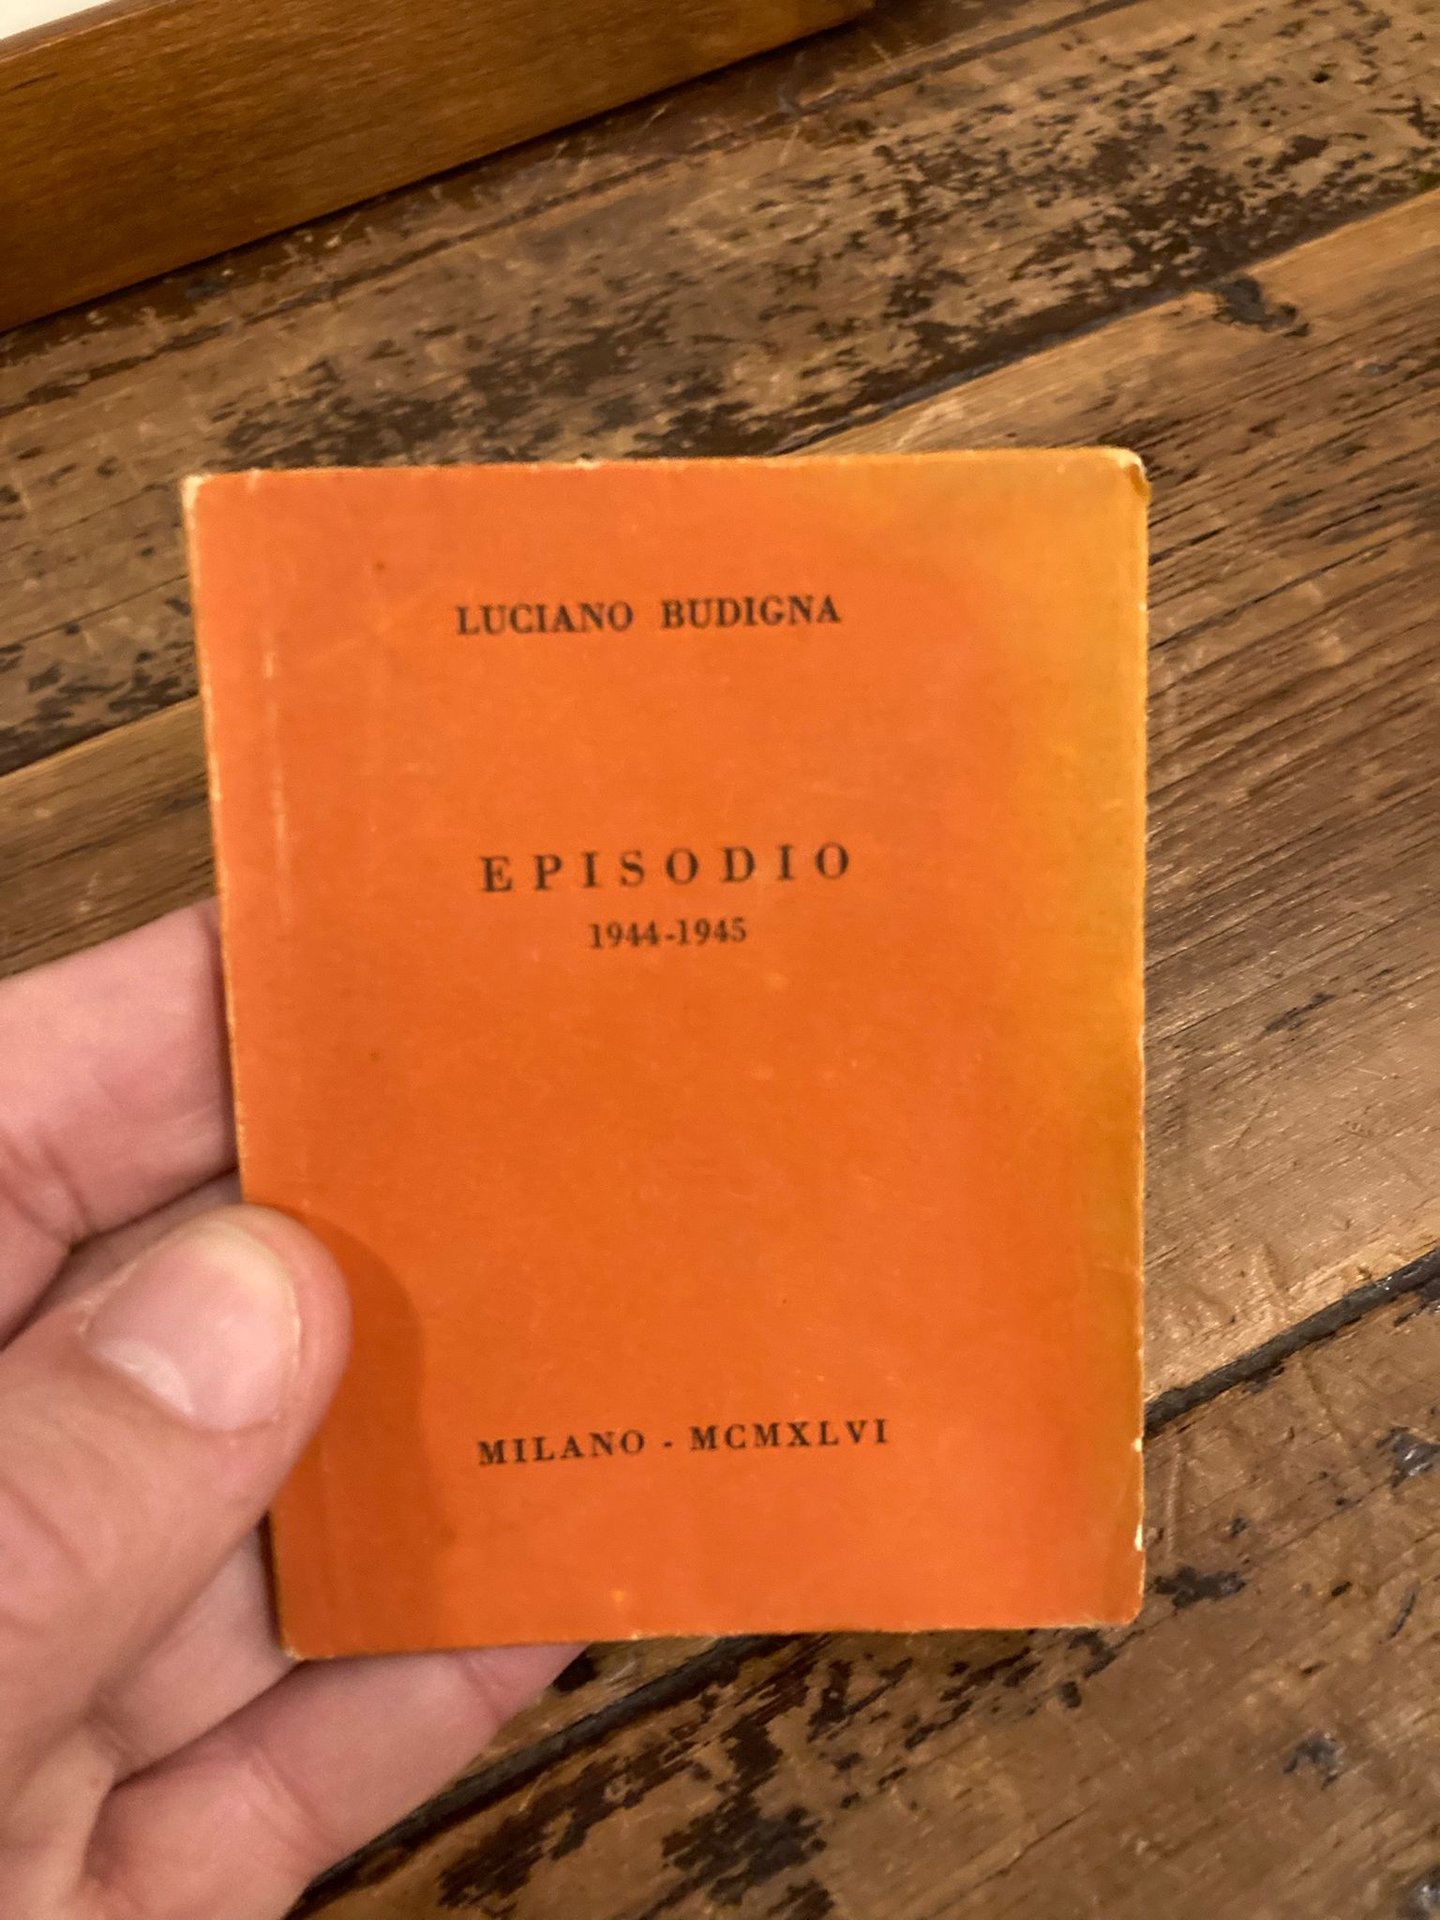 LUCIANO BUDIGNA
EPISODIO
1944-1945
MILANO - MCMXLVI